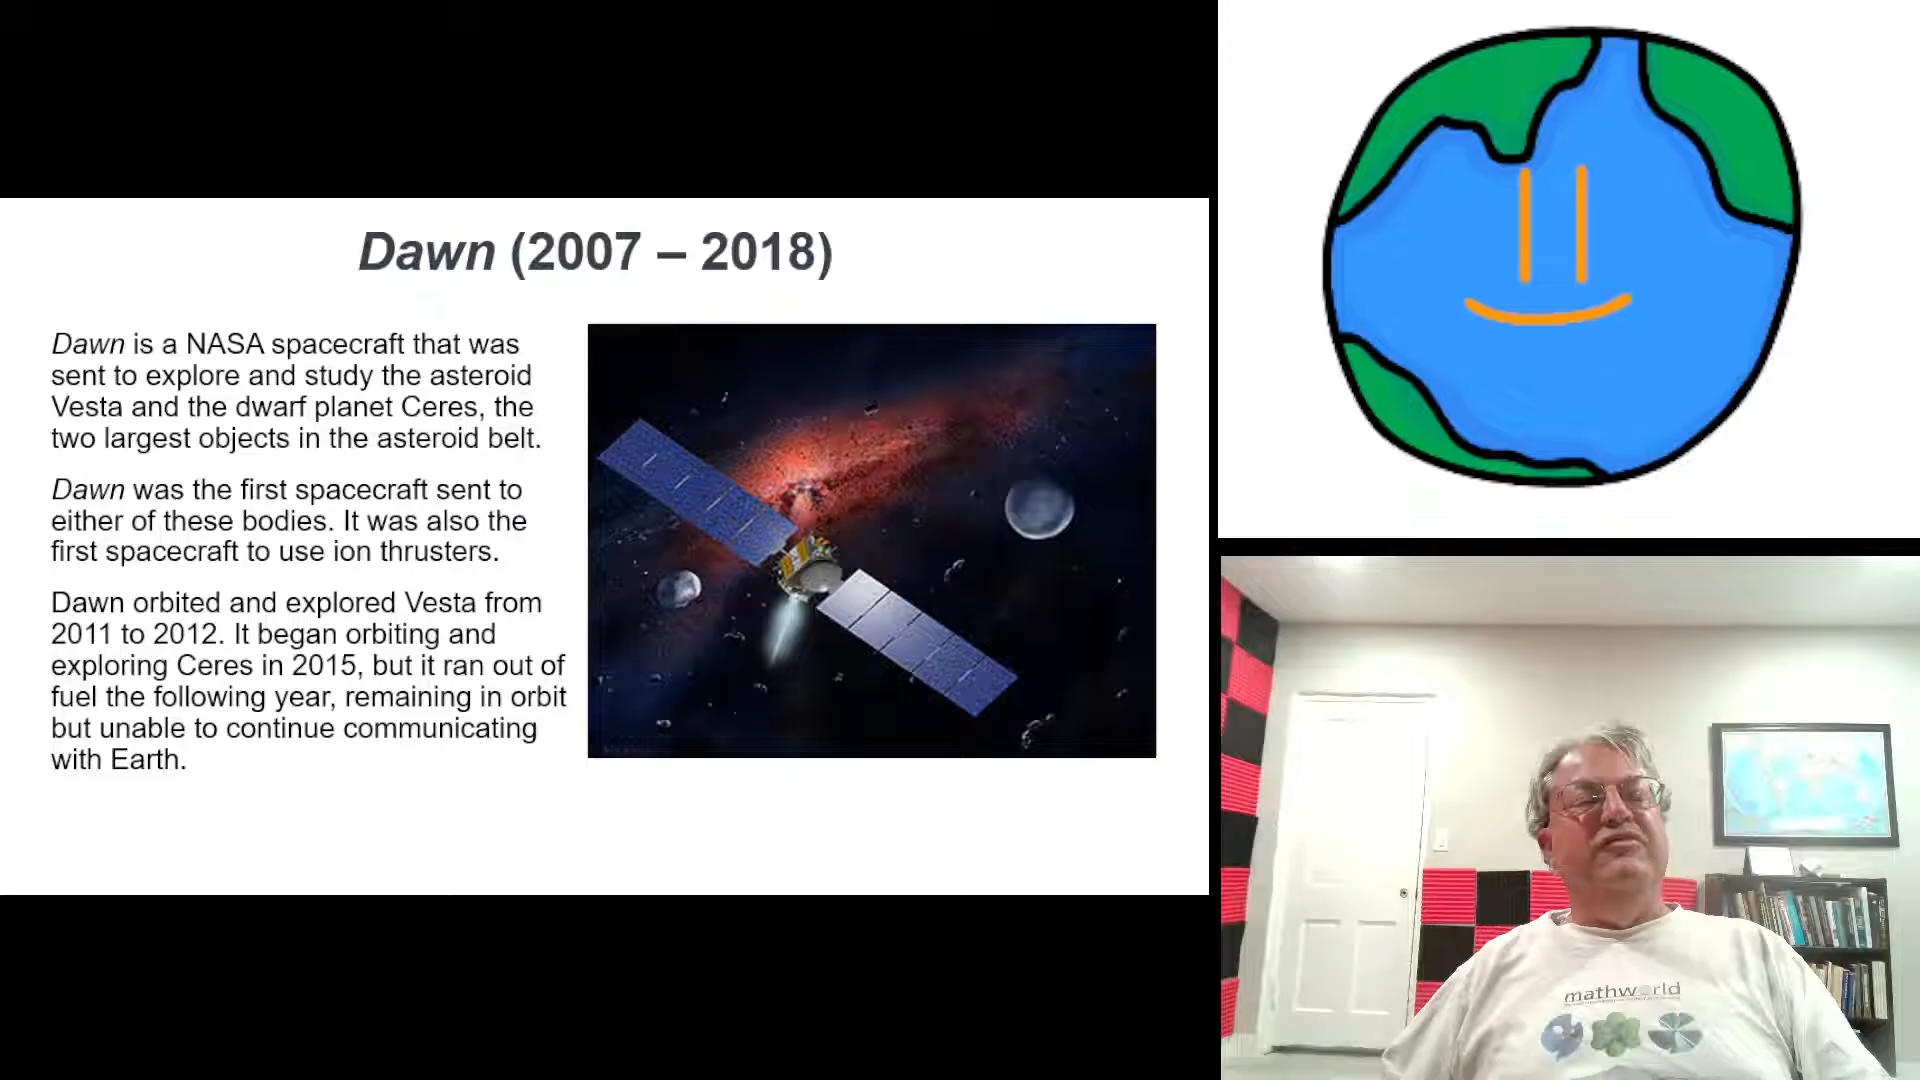 Dawn (2007 – 2018)
Dawn is a NASA spacecraft that was
sent to explore and study the asteroid
Vesta and the dwarf planet Ceres, the
two largest objects in the asteroid belt.
Dawn was the first spacecraft sent to
either of these bodies. It was also the
first spacecraft to use ion thrusters.
Dawn orbited and explored Vesta from
2011 to 2012. It began orbiting and
exploring Ceres in 2015, but it ran out of
fuel the following year, remaining in orbit
but unable to continue communicating
with Earth.
mathworld